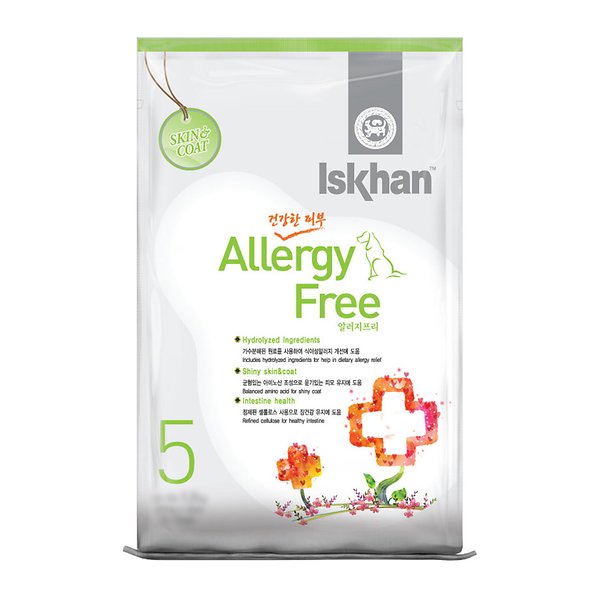 SKIN&
COAT
Iskhan™
건강한 피부
Allergy
Free
알러지프리
Hydrolyzed Ingredients
가수분해된 원료를 사용하여 식이성알러지 개선에 도움
Includes hydrolyzed ingredients for help in dietary allergy relief
Shiny skin&coat
균형있는 아미노산 조성으로 윤기있는 피모 유지에 도움
Balanced amino acid for shiny coat
Intestine health
정제된 셀룰로스 사용으로 장건강 유지에 도움
Refined cellulose for healthy intestine
5